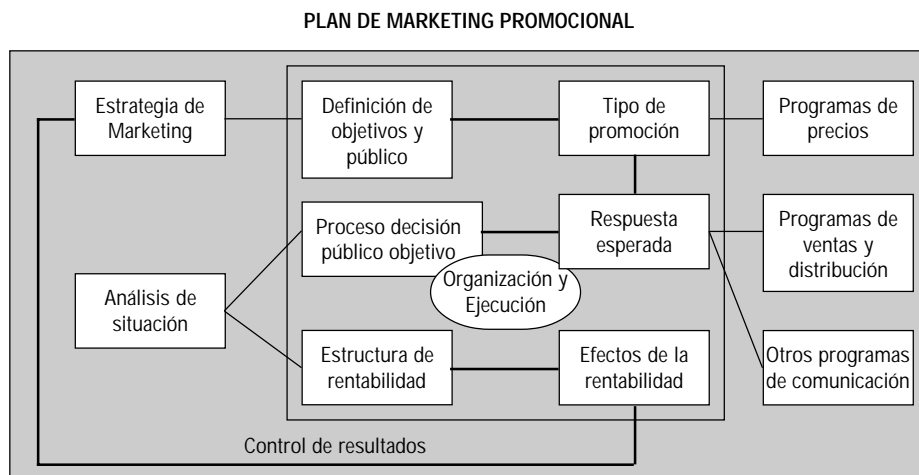 PLAN DE MARKETING PROMOCIONAL
Estrategia de
Marketing
Definición de
objetivos y
público
Tipo de
promoción
Programas de
precios
Proceso decisión
público objetivo
Respuesta
esperada
Programas de
ventas y
distribución
Organización y
Ejecución
Análisis de
situación
Estructura de
rentabilidad
Efectos de la
rentabilidad
Otros programas
de comunicación
Control de resultados